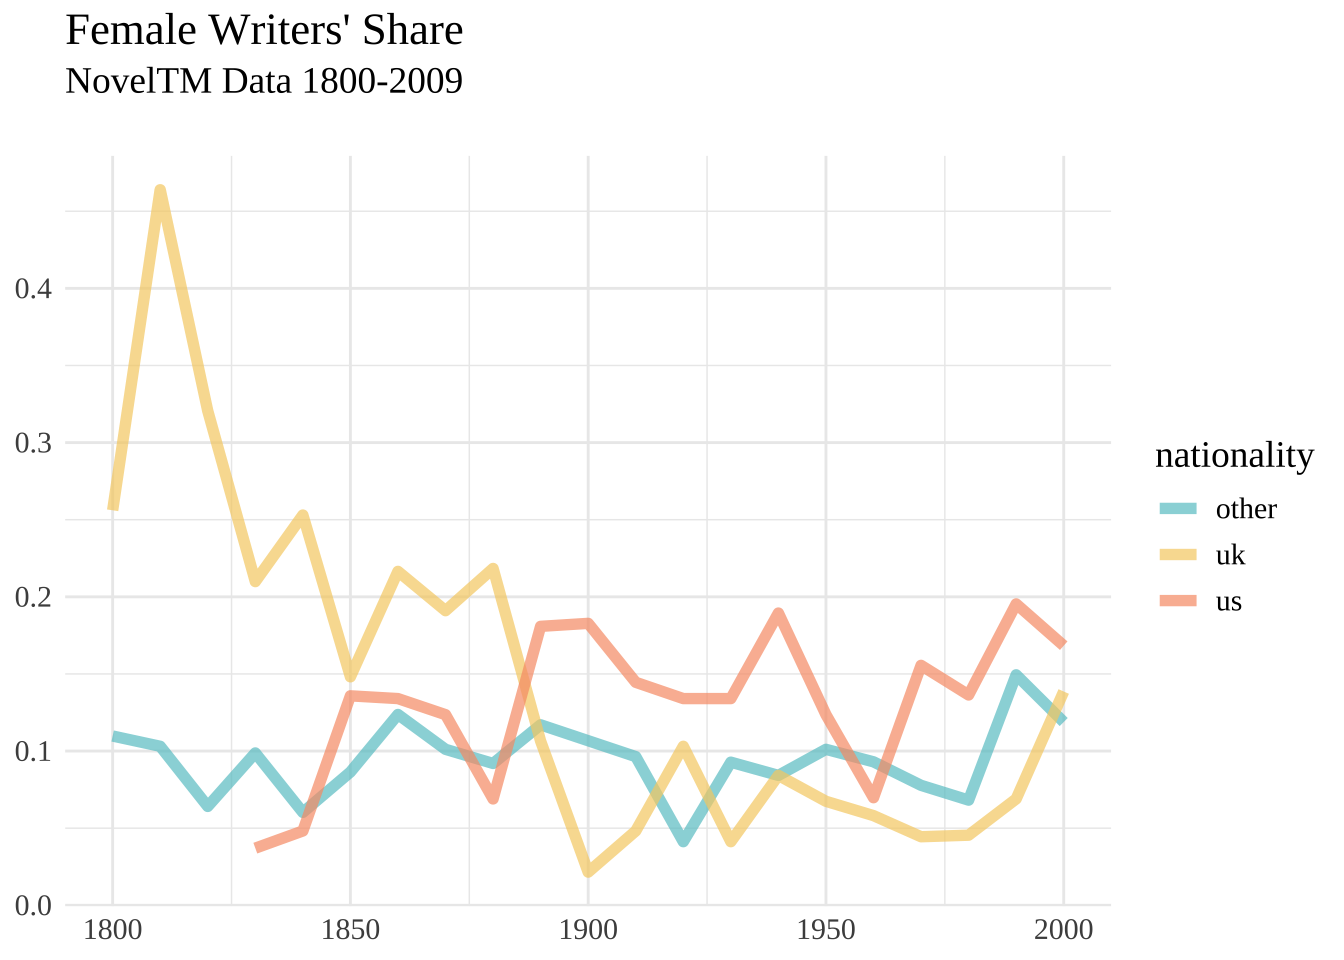 Female Writers' Share
NovelTM Data 1800-2009
0.4
0.3
0.2
0.1
0.0
1800 1850 1900 1950 2000
nationality
other
uk
us